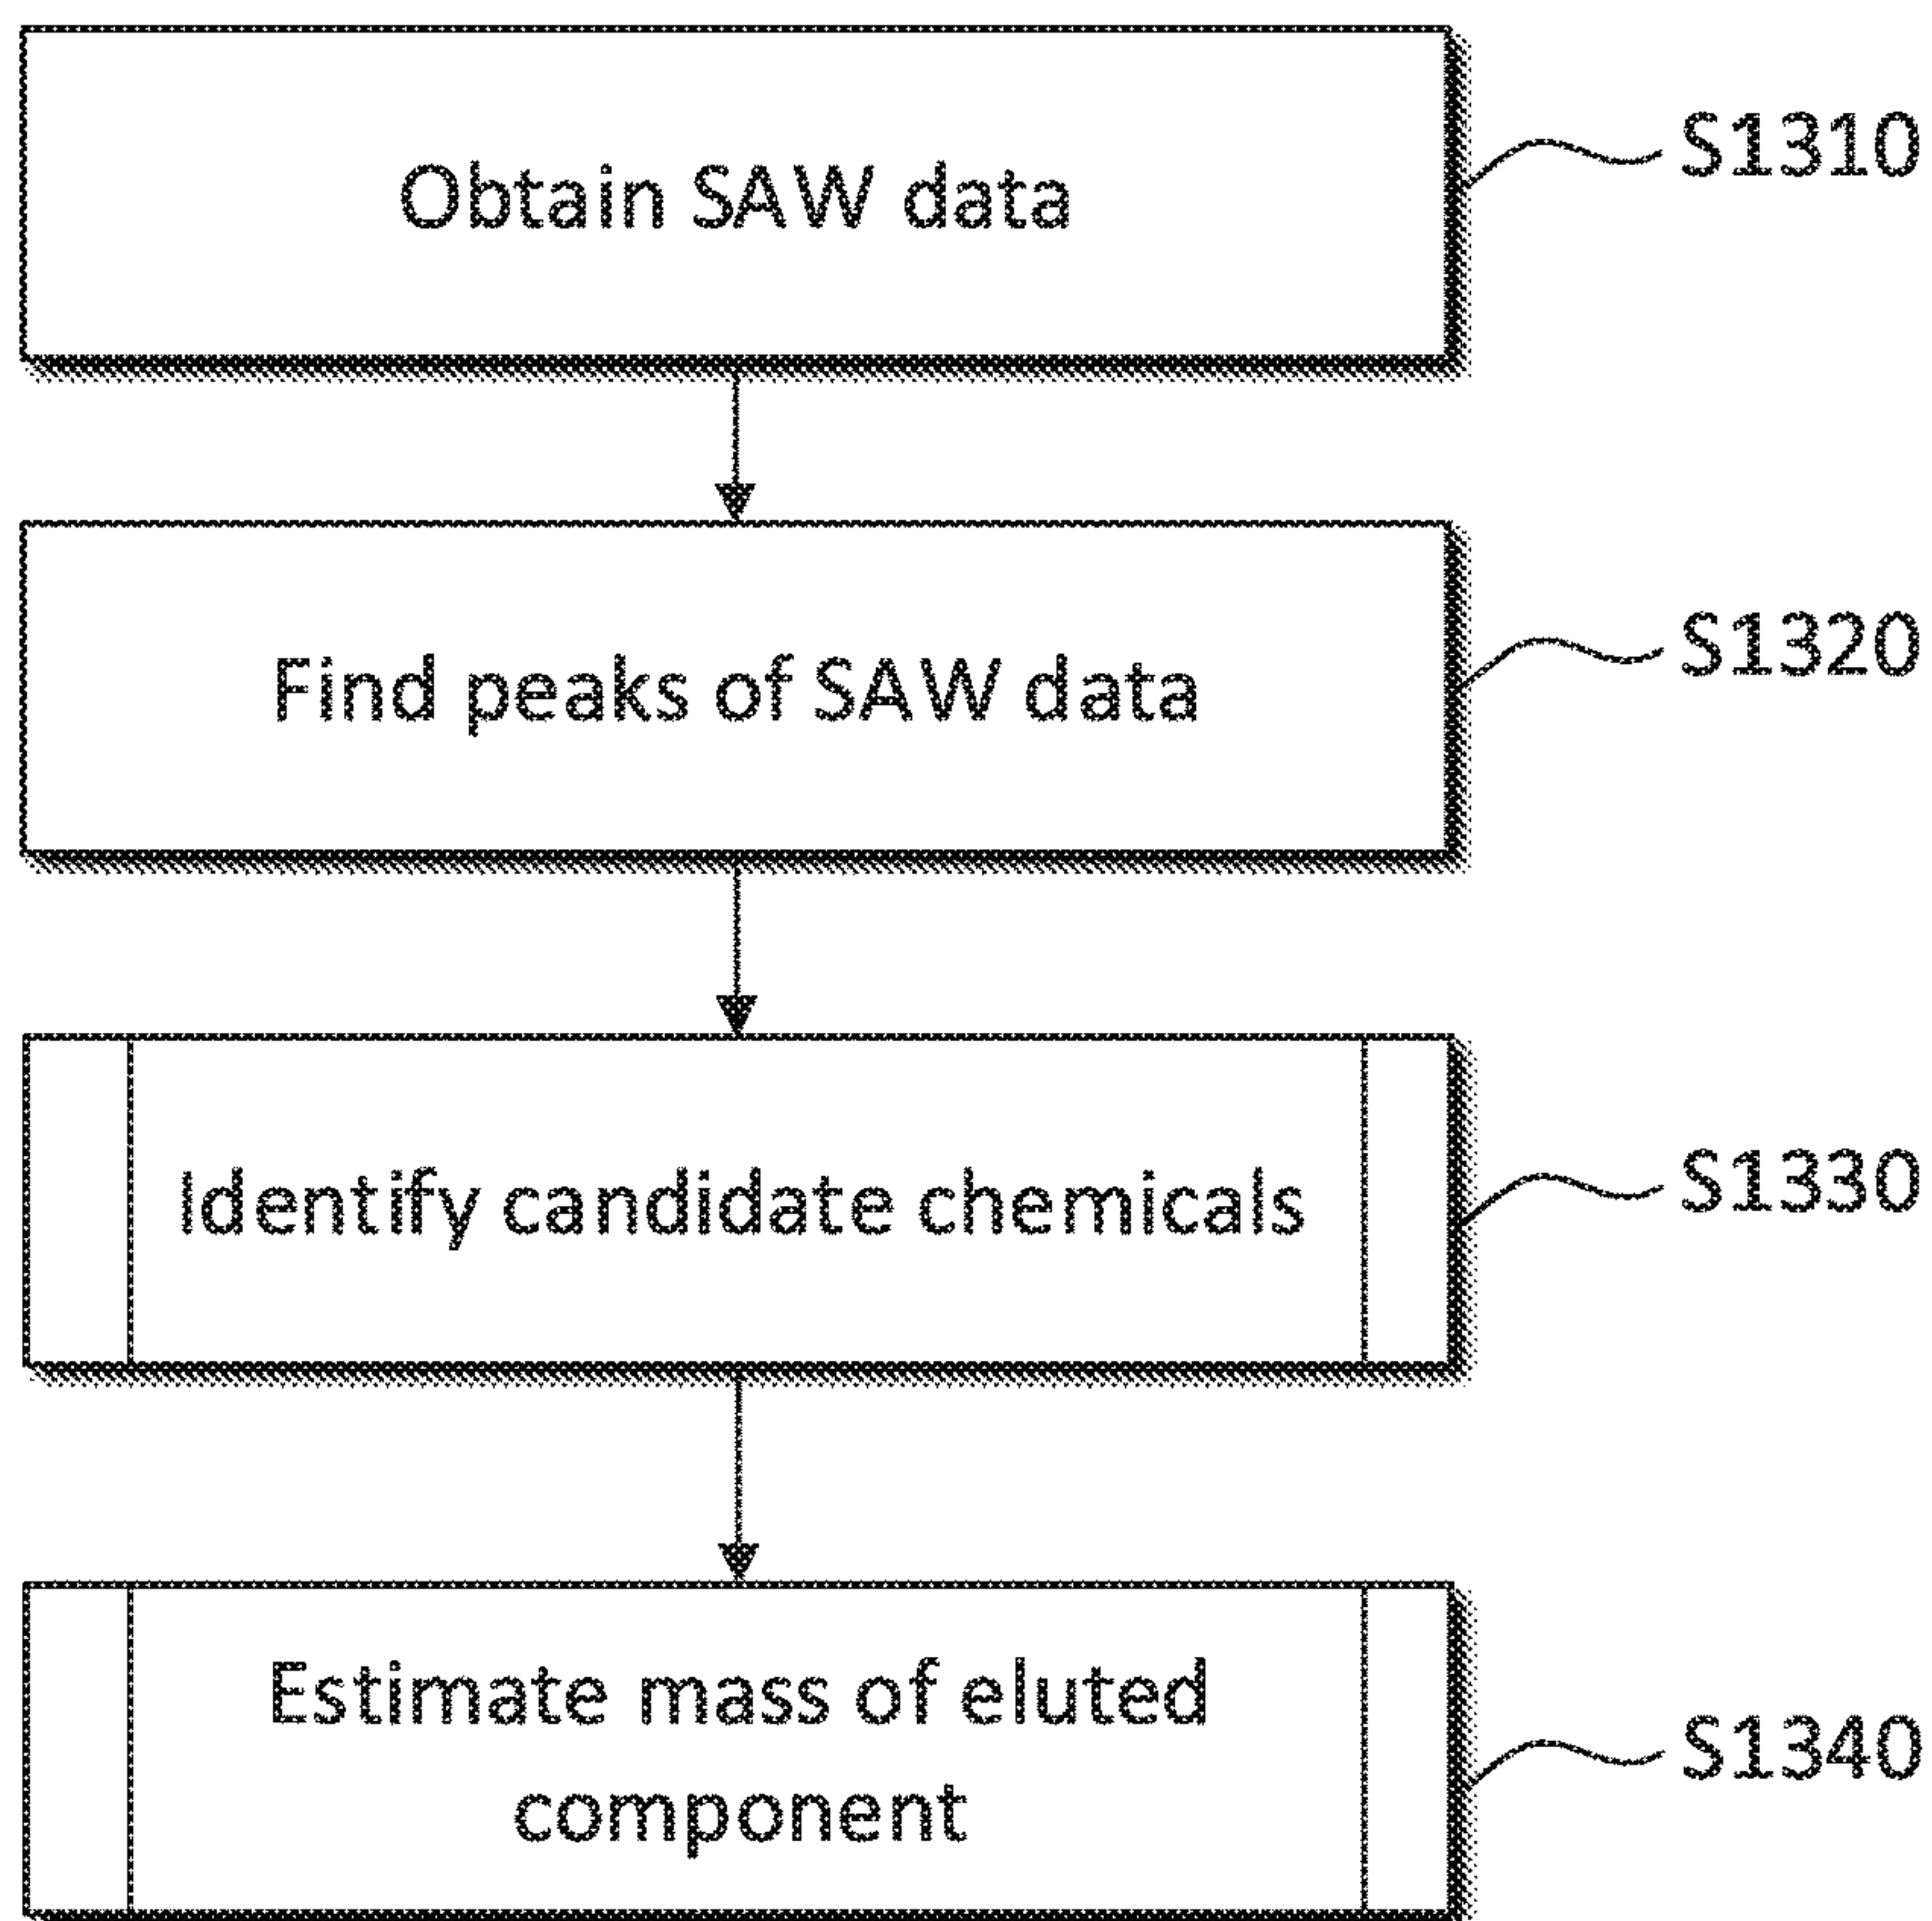 Obtain SAW data
S1310
Find peaks of SAW data
S1320
Identify candidate chemicals
S1330
Estimate mass of eluted
component
S1340